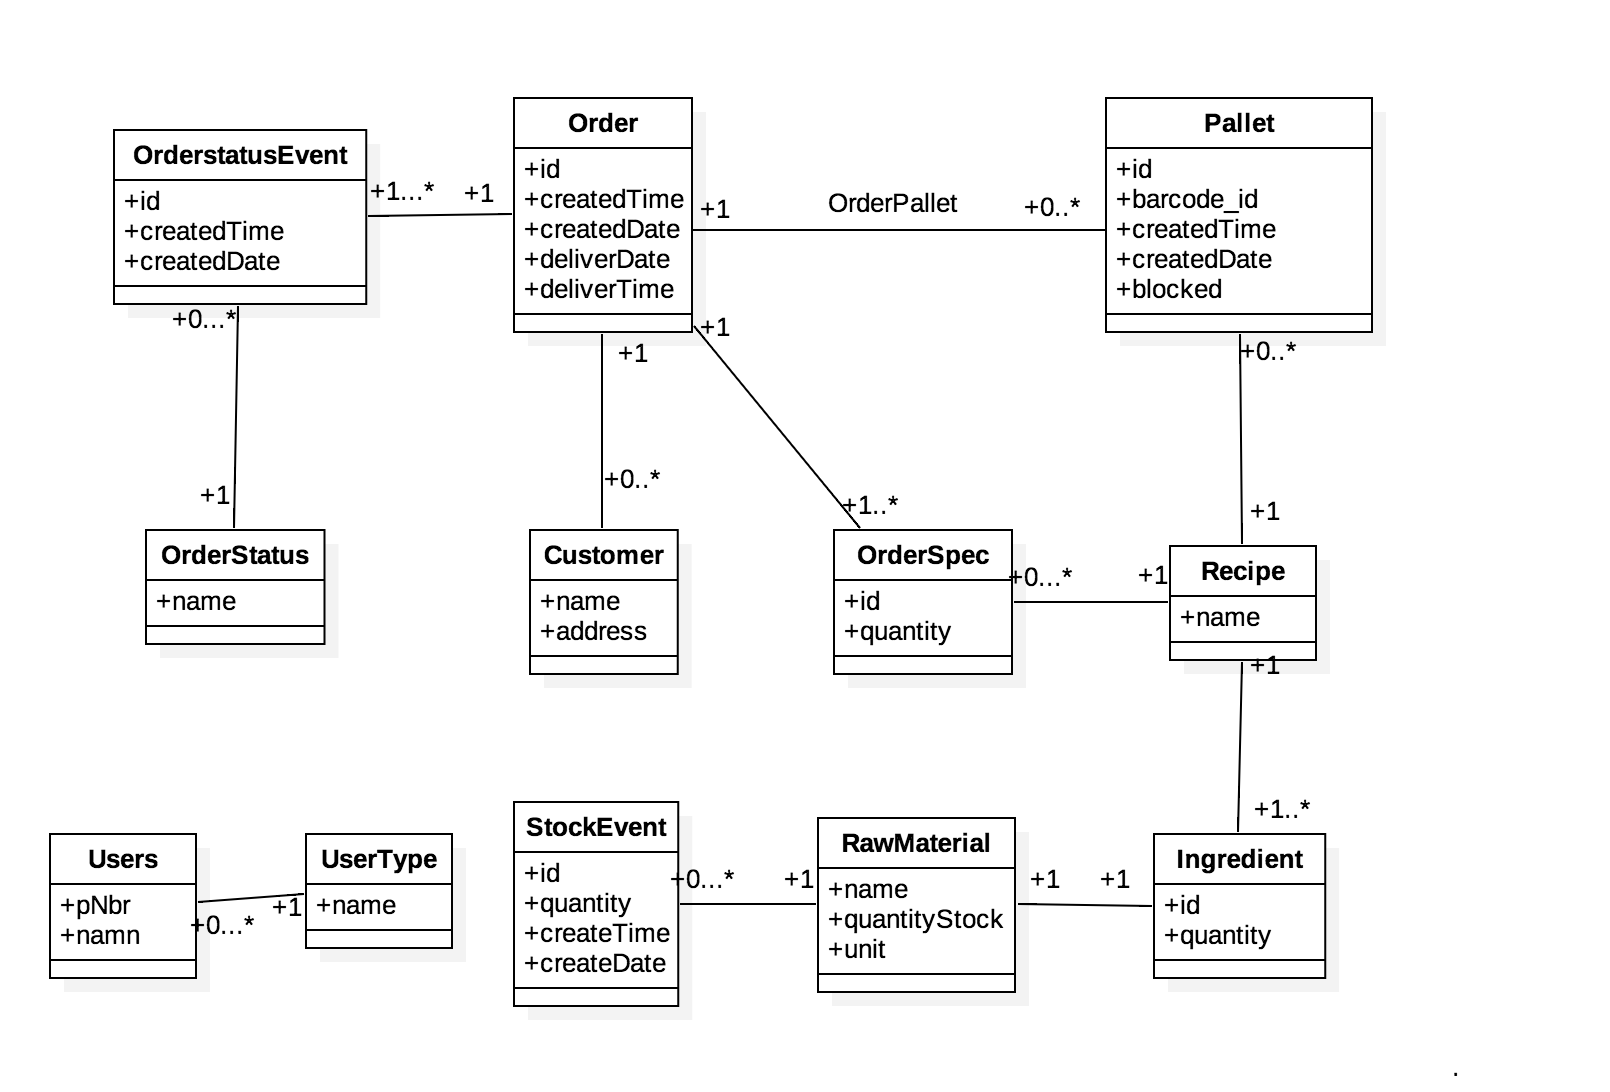 OrderstatusEvent
+id
+createdTime
+createdDate
+1...*
+1
Order
+id
+createdTime
+createdDate
+deliverDate
+deliverTime
+1
OrderPallet
+0..*
Pallet
+id
+barcode_id
+createdTime
+createdDate
+blocked
+0...*
+1
+1
+0..*
+1
+1..*
+0..*
+1
OrderStatus
+name
Customer
+name
+address
OrderSpec
+id
+quantity
+0...*
+1
Recipe
+name
+1
+1..*
Users
+pNbr
+namn
+0...*
+1
UserType
+name
StockEvent
+id
+quantity
+createTime
+createDate
+0...*
+1
RawMaterial
+name
+quantityStock
+unit
+1
+1
Ingredient
+id
+quantity
.